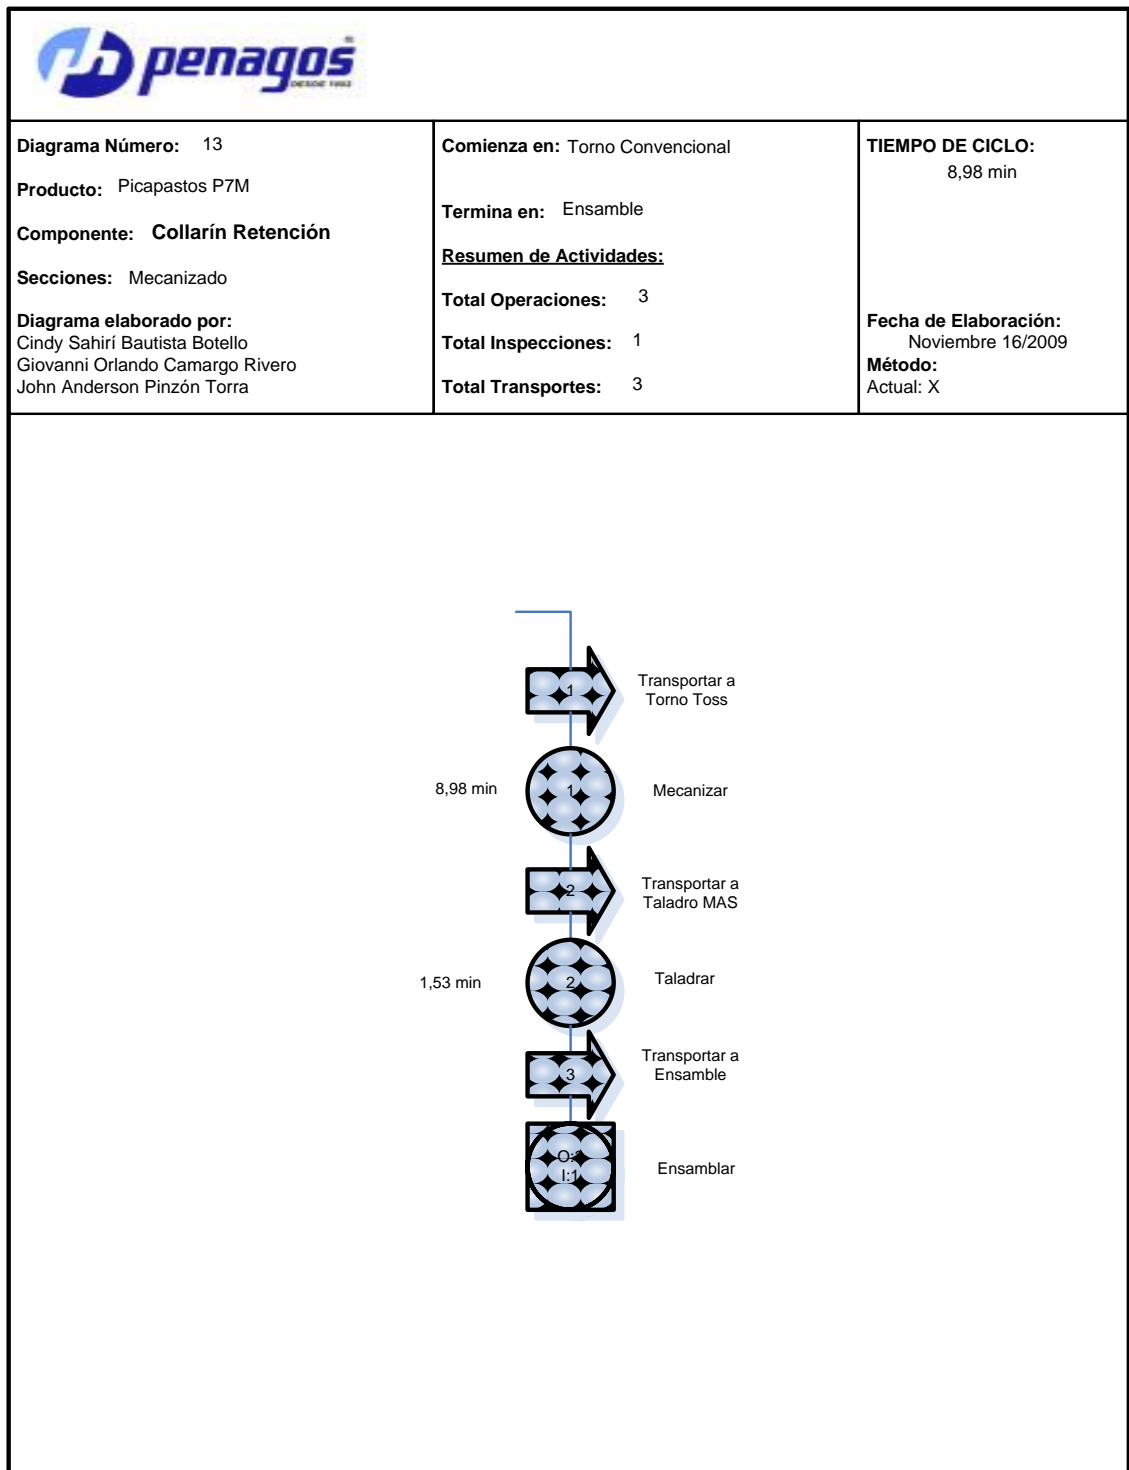 penagos
DESDE 1892
Diagrama Número: 13
Producto: Picapastos P7M
Componente: Collarín Retención
Secciones: Mecanizado
Diagrama elaborado por:
Cindy Sahirí Bautista Botello
Giovanni Orlando Camargo Rivero
John Anderson Pinzón Torra
Comienza en: Torno Convencional
Termina en: Ensamble
Resumen de Actividades:
Total Operaciones: 3
Total Inspecciones: 1
Total Transportes: 3
TIEMPO DE CICLO:
8,98 min
Fecha de Elaboración:
Noviembre 16/2009
Método:
Actual: X
1
Transportar a
Torno Toss
8,98 min
1
Mecanizar
2
Transportar a
Taladro MAS
1,53 min
2
Taladrar
3
Transportar a
Ensamble
I:1
Ensamblar